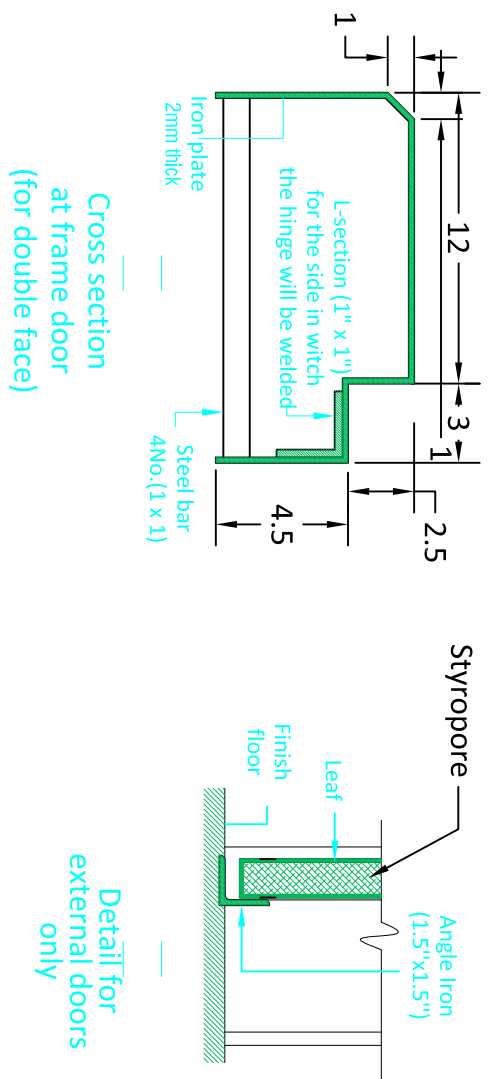 1
12
3
1
2.5
4.5
Iron plate
2mm thick
L-section (1" x 1")
for the side in witch
the hinge will be welded
Steel bar
4No.(1 x 1)
Cross section
at frame door
(for double face)
Styropore
Leaf
Finish
floor
Angle Iron
(1.5"x1.5")
Detail for
external doors
only